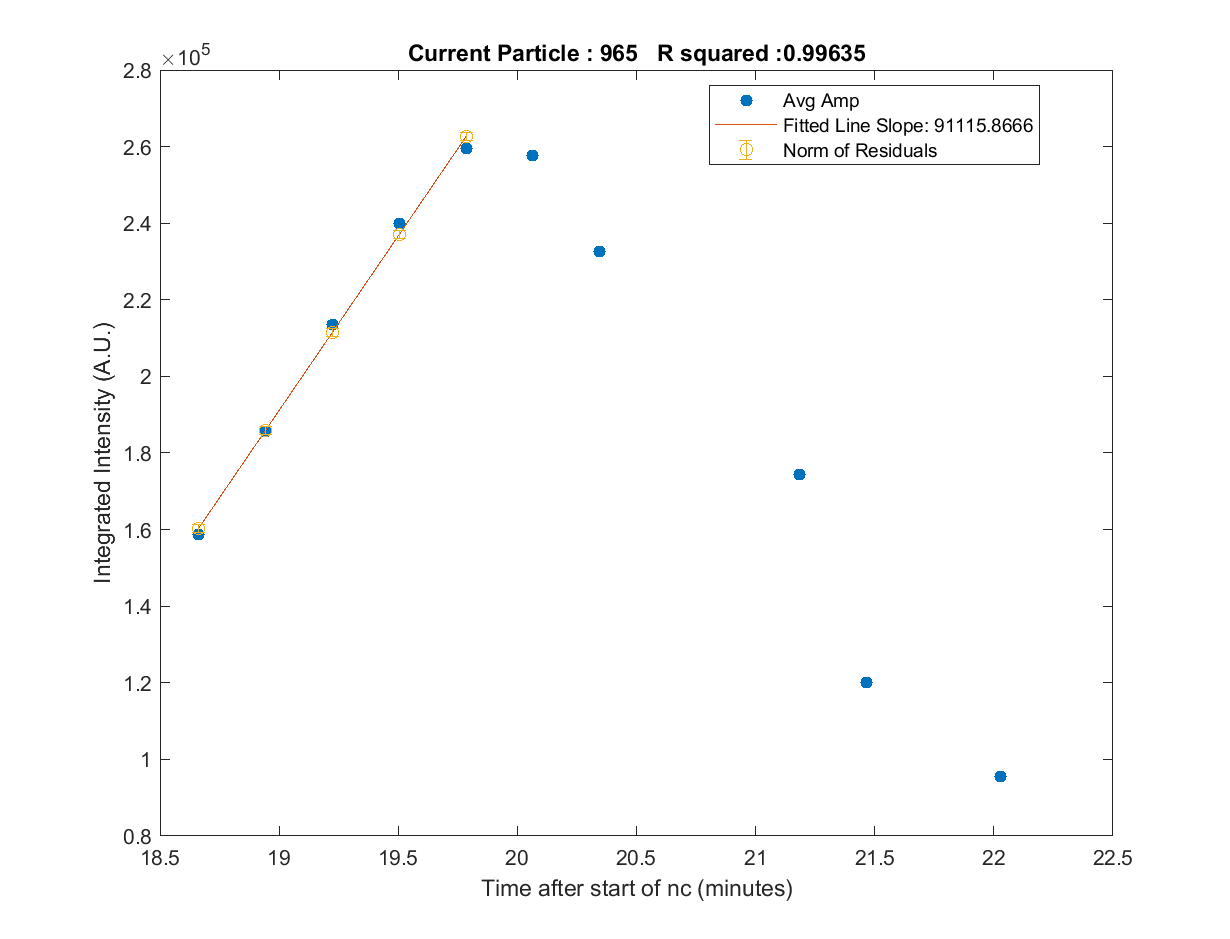 Current Particle : 965   R squared :0.99635
×10^5
2.8
2.6
2.4
2.2
2
1.8
1.6
1.4
1.2
1
0.8
18.5 19 19.5 20 20.5 21 21.5 22 22.5
Time after start of nc (minutes)
Integrated Intensity (A.U.)
Avg Amp
Fitted Line Slope: 91115.8666
Norm of Residuals